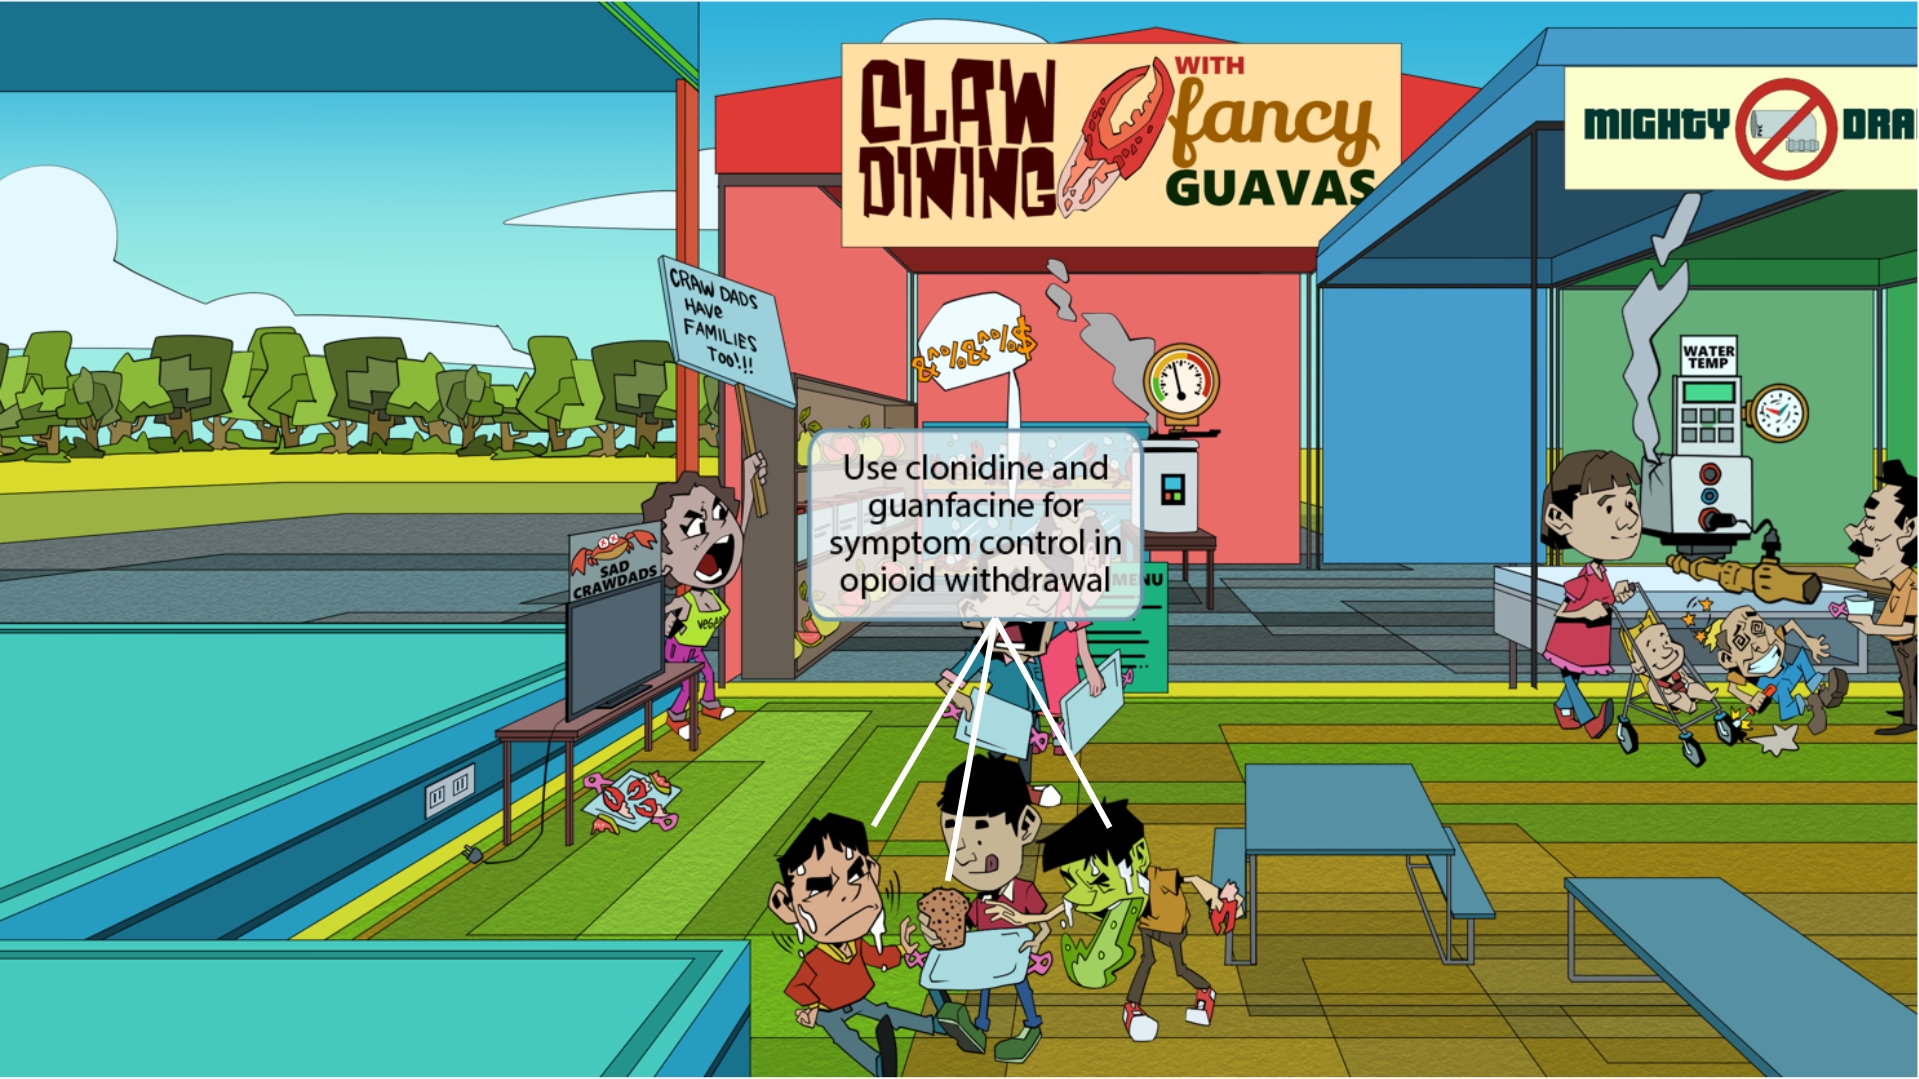 CLAW
DINING
WITH
fancy
GUAVAS
MIGHTY
CRAW DADS
HAVE
FAMILIES
TOO!!!
&^%&^%$
WATER
TEMP
Use clonidine and
guanfacine for
symptom control in
opioid withdrawal
SAD
CRAWDADS
VEGAN
MENU